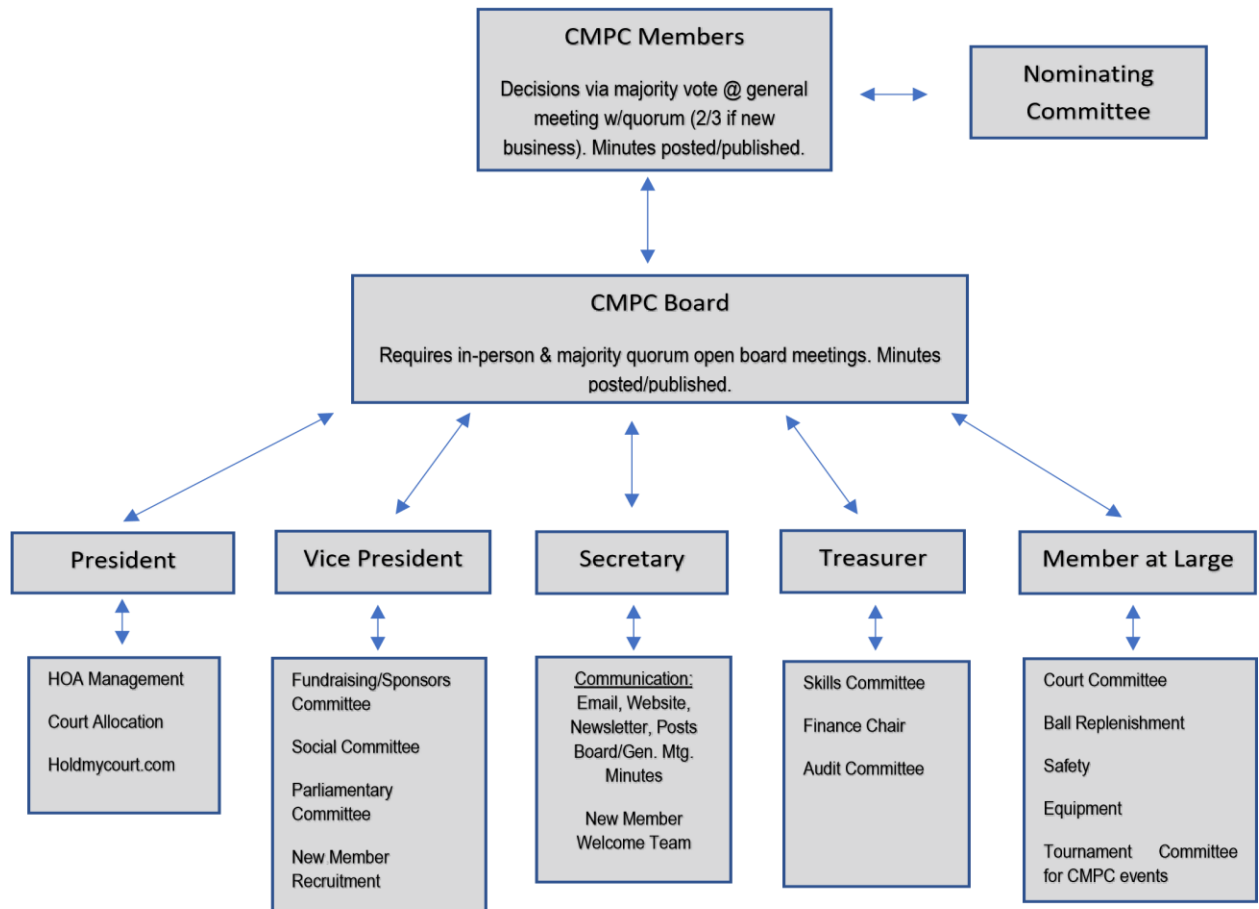 CMPC Members
Decisions via majority vote @ general
meeting w/quorum (2/3 if new
business). Minutes posted/published.
Nominating
Committee
CMPC Board
Requires in-person & majority quorum open board meetings. Minutes
posted/published.
President
Vice President
Secretary
Treasurer
Member at Large
HOA Management
Court Allocation
Holdmycourt.com
Fundraising/Sponsors
Committee
Social Committee
Parliamentary
Committee
New Member
Recruitment
Communication:
Email, Website,
Newsletter, Posts
Board/Gen. Mtg.
Minutes
New Member
Welcome Team
Skills Committee
Finance Chair
Audit Committee
Court Committee
Ball Replenishment
Safety
Equipment
Tournament Committee
for CMPC events